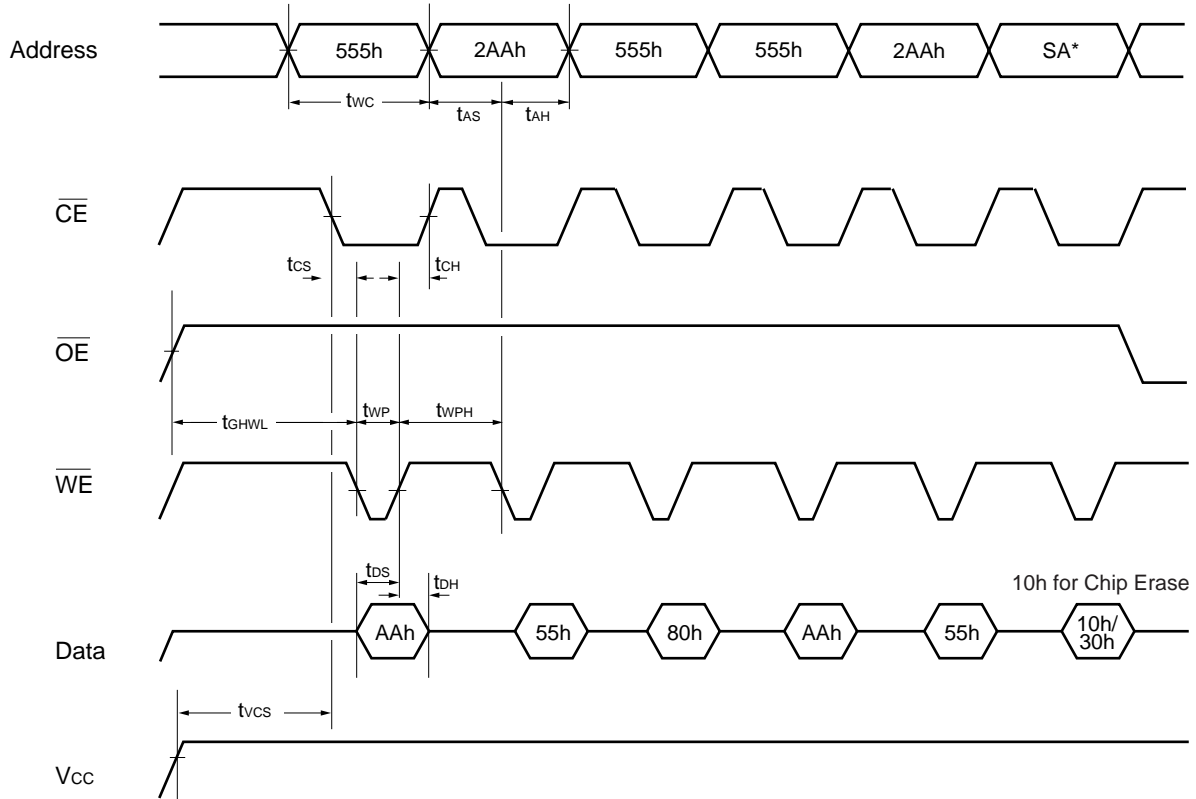 Address
555h 2AAh 555h 555h 2AAh SA*
tWC tAS tAH
CE
tCS tCH
OE
tGHWL tWP tWPH
WE
tDS tDH
10h for Chip Erase
Data
AAh 55h 80h AAh 55h 10h/
30h
tVCS
VCC